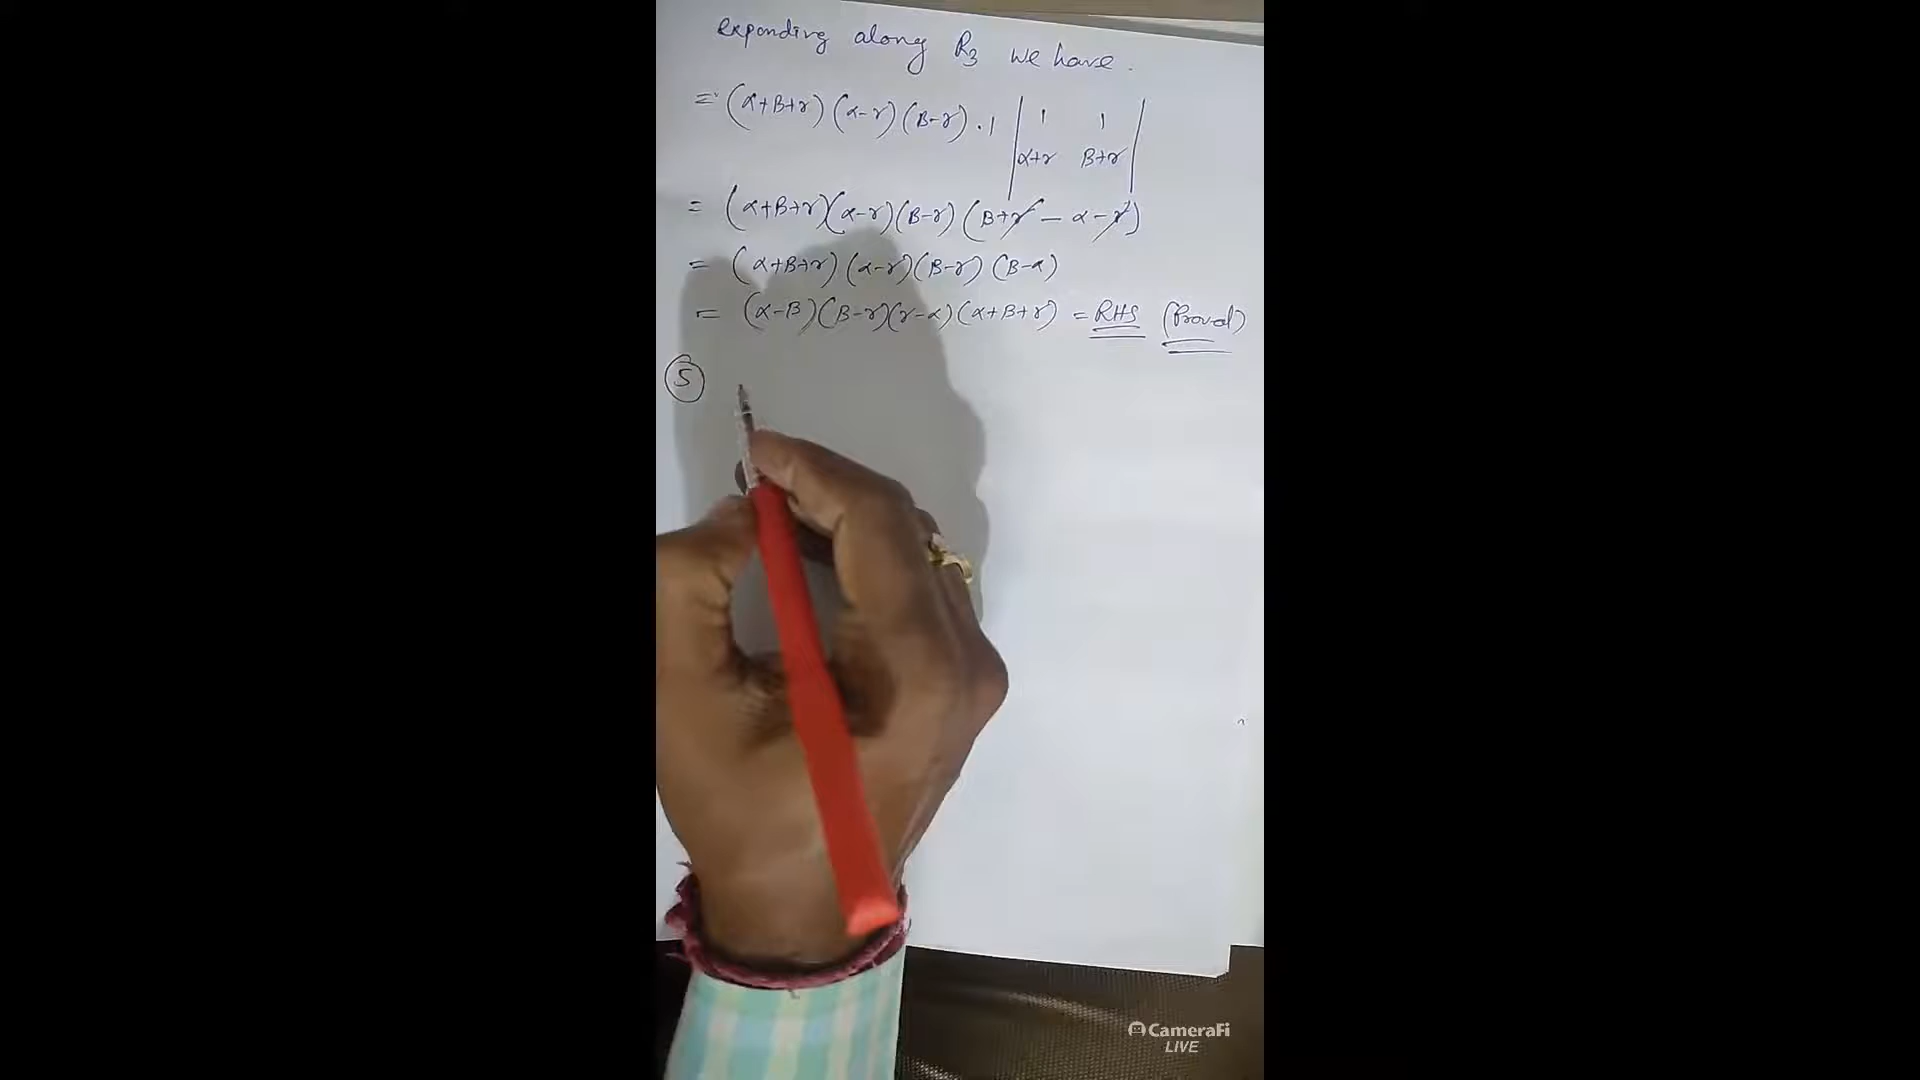 Expanding along R₃ we have.
= (α+β+γ) (α-γ) (β-γ) . 1 | 1 1 |
| α+γ β+γ |
= (α+β+γ)(α-γ)(β-γ) (β+γ - α-γ)
= (α+β+γ) (α-γ)(β-γ) (β-α)
= (α-β)(β-γ)(γ-α)(α+β+γ) = RHS (Proved)
5
CameraFi
LIVE